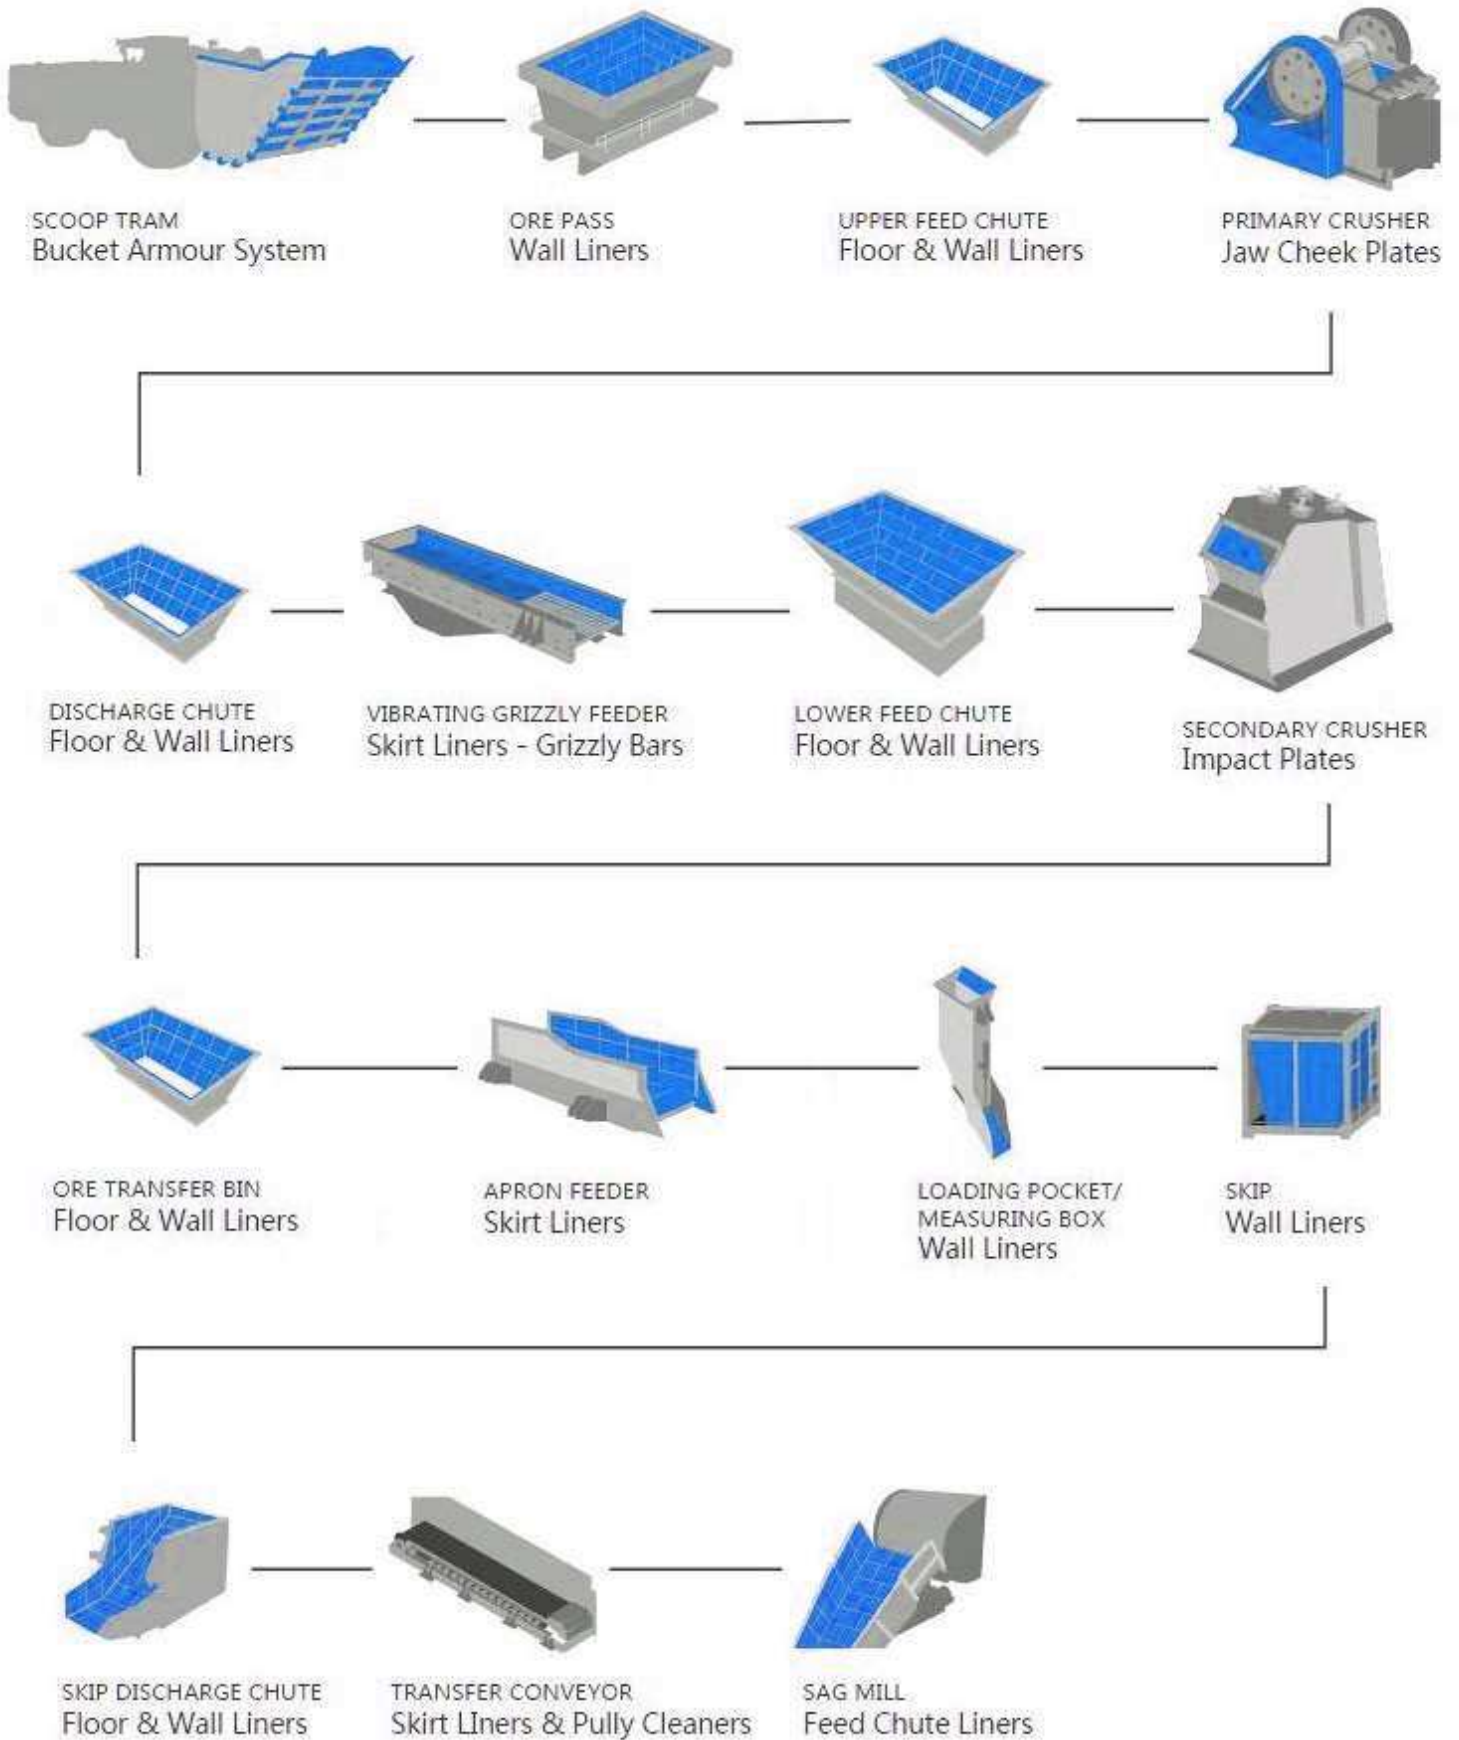 SCOOP TRAM
Bucket Armour System
ORE PASS
Wall Liners
UPPER FEED CHUTE
Floor & Wall Liners
PRIMARY CRUSHER
Jaw Cheek Plates
DISCHARGE CHUTE
Floor & Wall Liners
VIBRATING GRIZZLY FEEDER
Skirt Liners - Grizzly Bars
LOWER FEED CHUTE
Floor & Wall Liners
SECONDARY CRUSHER
Impact Plates
ORE TRANSFER BIN
Floor & Wall Liners
APRON FEEDER
Skirt Liners
LOADING POCKET/
MEASURING BOX
Wall Liners
SKIP
Wall Liners
SKIP DISCHARGE CHUTE
Floor & Wall Liners
TRANSFER CONVEYOR
Skirt LIners & Pully Cleaners
SAG MILL
Feed Chute Liners